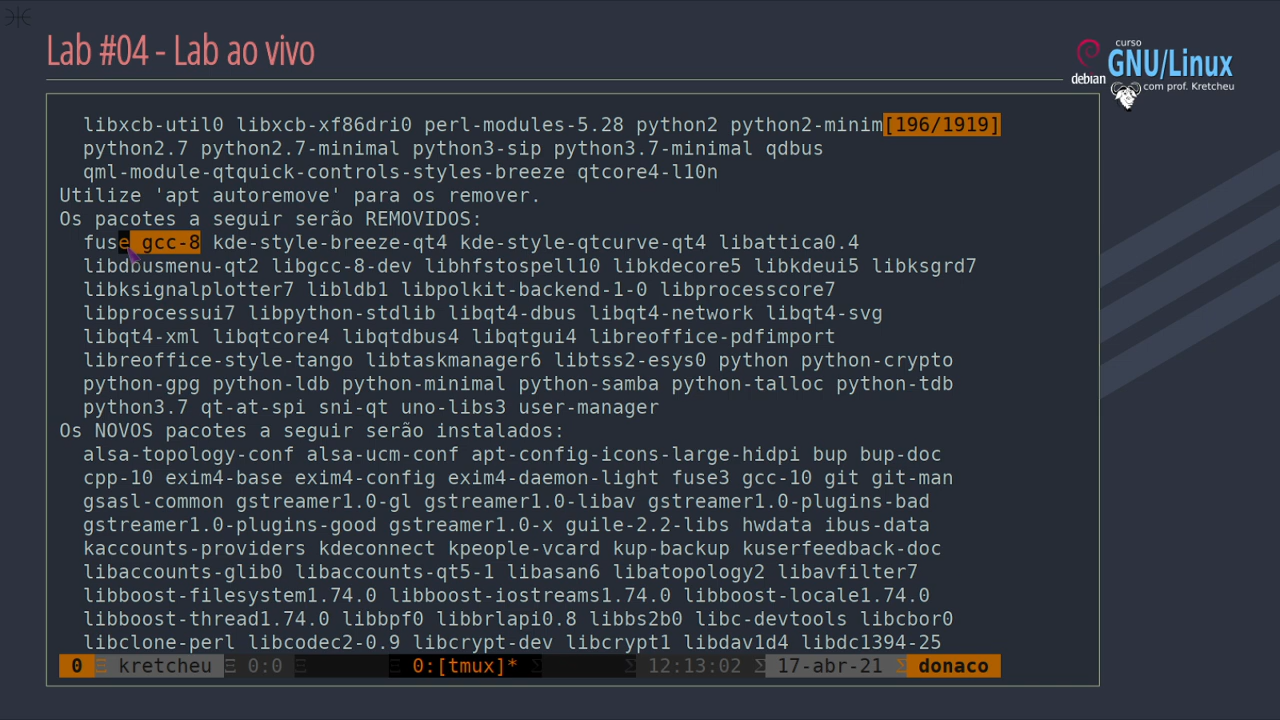 Lab #04 - Lab ao vivo
curso
GNU/Linux
debian
com prof. Kretcheu
libxcb-util0 libxcb-xf86dri0 perl-modules-5.28 python2 python2-minim[196/1919]
python2.7 python2.7-minimal python3-sip python3.7-minimal qdbus
qml-module-qtquick-controls-styles-breeze qtcore4-l10n
Utilize 'apt autoremove' para os remover.
Os pacotes a seguir serão REMOVIDOS:
fuse gcc-8 kde-style-breeze-qt4 kde-style-qtcurve-qt4 libattica0.4
libdbusmenu-qt2 libgcc-8-dev libhfstospell10 libkdecore5 libkdeui5 libksgrd7
libksignalplotter7 liblldb1 libpolkit-backend-1-0 libprocesscore7
libprocessui7 libpython-stdlib libqt4-dbus libqt4-network libqt4-svg
libqt4-xml libqtcore4 libqtdbus4 libqtgui4 libreoffice-pdfimport
libreoffice-style-tango libtaskmanager6 libtss2-esys0 python python-crypto
python-gpg python-ldb python-minimal python-samba python-talloc python-tdb
python3.7 qt-at-spi sni-qt uno-libs3 user-manager
Os NOVOS pacotes a seguir serão instalados:
alsa-topology-conf alsa-ucm-conf apt-config-icons-large-hidpi bup bup-doc
cpp-10 exim4-base exim4-config exim4-daemon-light fuse3 gcc-10 git git-man
gsasl-common gstreamer1.0-gl gstreamer1.0-libav gstreamer1.0-plugins-bad
gstreamer1.0-plugins-good gstreamer1.0-x guile-2.2-libs hwdata ibus-data
kaccounts-providers kdeconnect kpeople-vcard kup-backup kuserfeedback-doc
libaccounts-glib0 libaccounts-qt5-1 libasan6 libatopology2 libavfilter7
libboost-filesystem1.74.0 libboost-iostreams1.74.0 libboost-locale1.74.0
libboost-thread1.74.0 libbpf0 libbrlapi0.8 libbs2b0 libc-devtools libcbor0
libclone-perl libcodec2-0.9 libcrypt-dev libcrypt1 libdav1d4 libdc1394-25
0 Ξ kretcheu Ξ 0:0 Ξ 0:[tmux]* Σ Σ 12:13:02 Σ 17-abr-21 Σ donaco